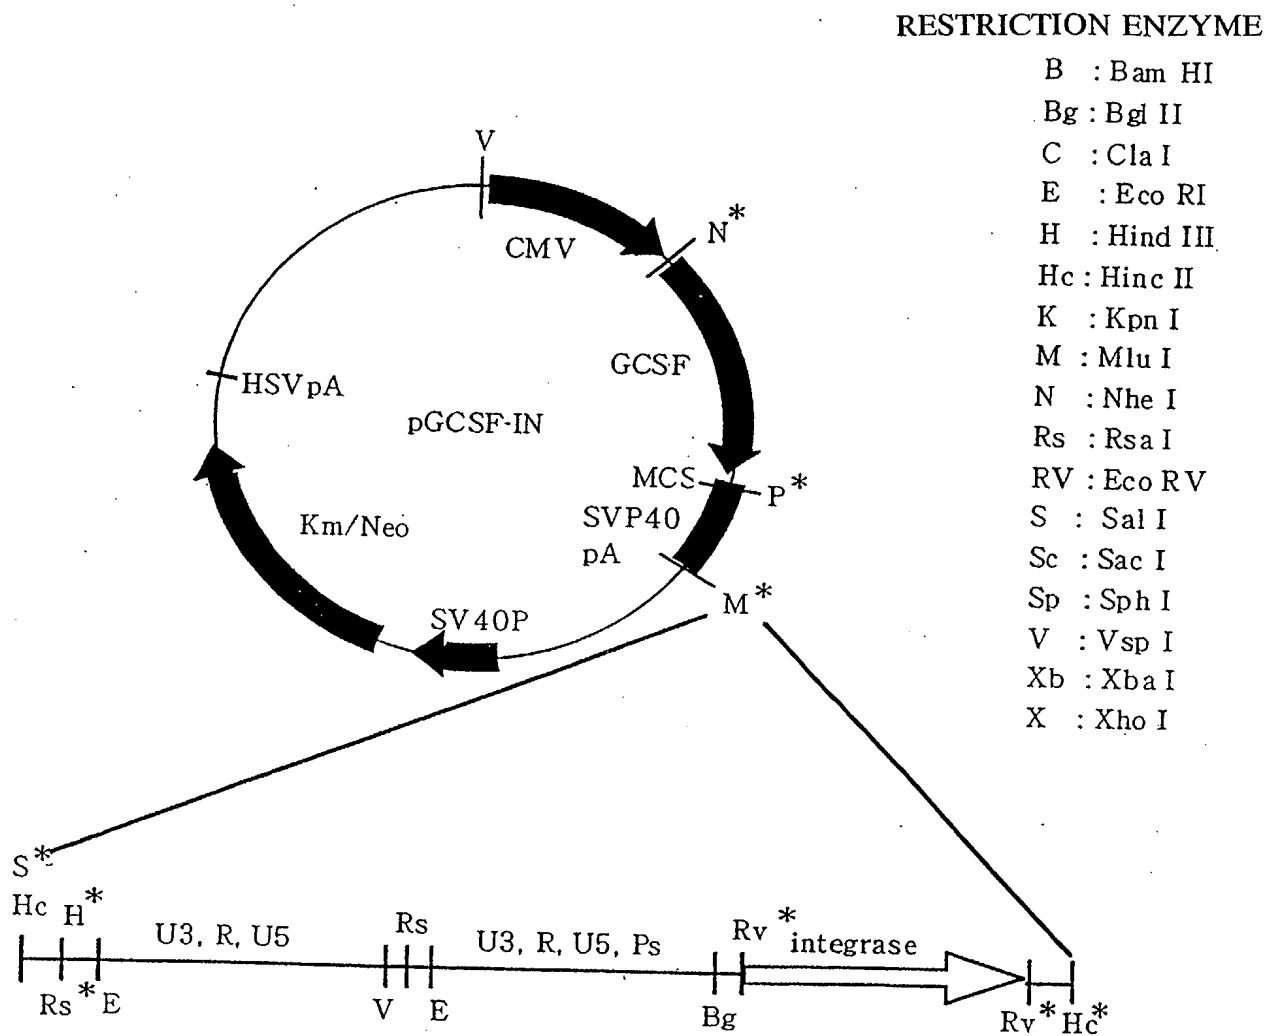 RESTRICTION ENZYME
B : Bam HI
Bg : Bgl II
C : Cla I
E : Eco RI
H : Hind III
Hc : Hinc II
K : Kpn I
M : Mlu I
N : Nhe I
Rs : Rsa I
RV : Eco RV
S : Sal I
Sc : Sac I
Sp : Sph I
V : Vsp I
Xb : Xba I
X : Xho I
V
CMV
N*
GCSF
HSVpA
pGCSF-IN
MCS
P*
SVP40
pA
Km/Neo
M*
SV40P
S*
Hc H*
U3, R, U5
Rs
U3, R, U5, Ps
Rv*
integrase
Rs* E
V
E
Bg
Rv* Hc*